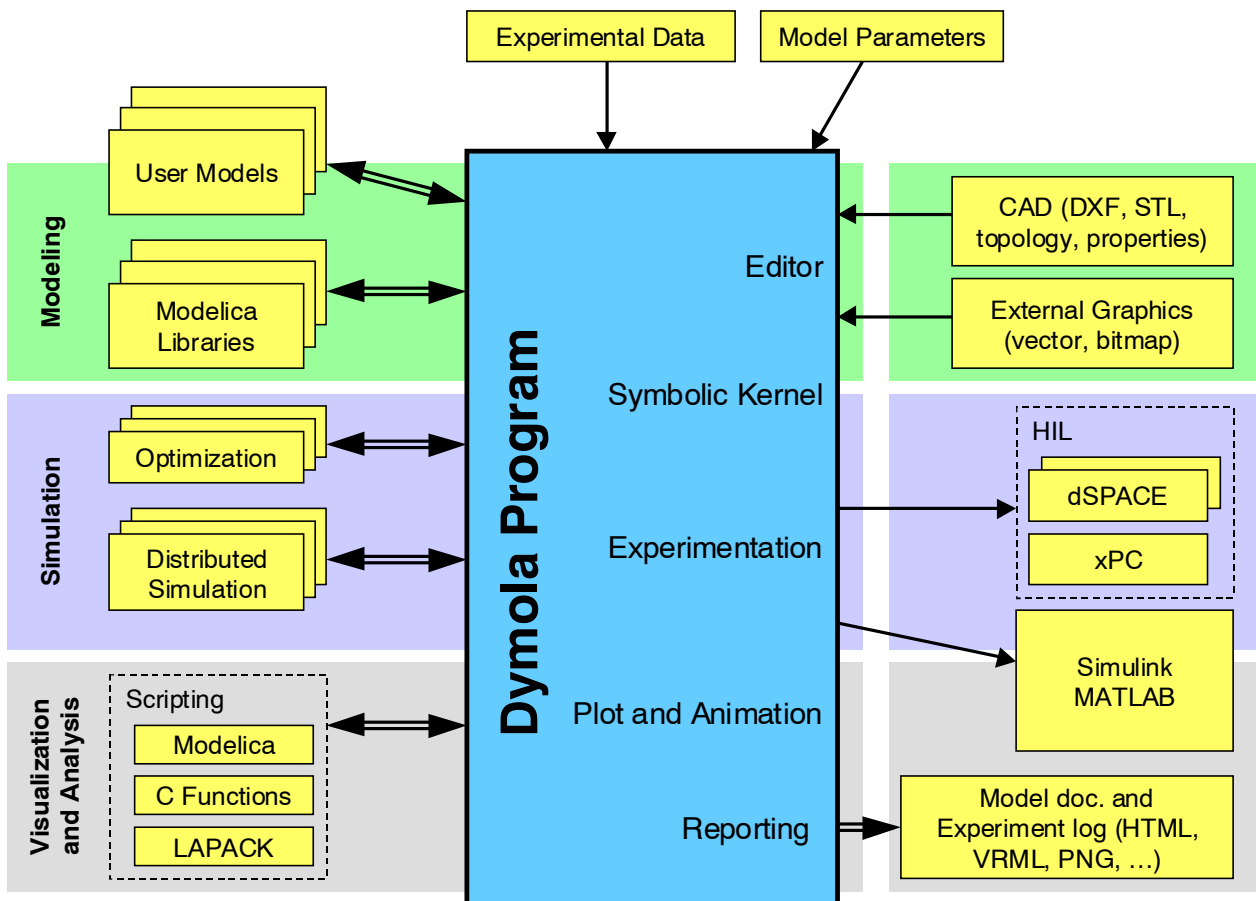 Experimental Data
Model Parameters
Modeling
User Models
Modelica
Libraries
Simulation
Optimization
Distributed
Simulation
Visualization
and Analysis
Scripting
Modelica
C Functions
LAPACK
Dymola Program
Editor
Symbolic Kernel
Experimentation
Plot and Animation
Reporting
CAD (DXF, STL,
topology, properties)
External Graphics
(vector, bitmap)
HIL
dSPACE
xPC
Simulink
MATLAB
Model doc. and
Experiment log (HTML,
VRML, PNG, …)